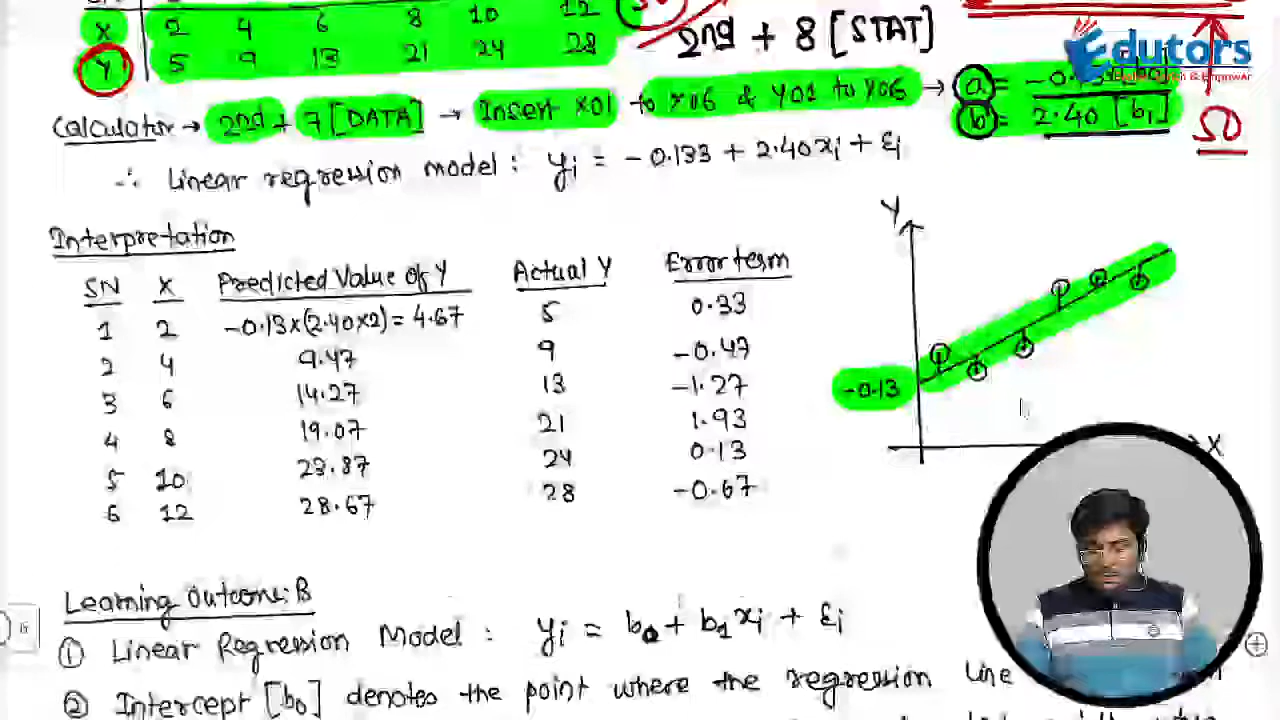 X 2 4 6 8 10 12
Y 5 9 13 21 24 28
2nd + 8 [STAT]
Edutors
Calculator → 2nd + 7 [DATA] → Insert X01 to X06 & Y01 to Y06 → a = -0.133 [b0]
b = 2.40 [b1]
∴ Linear regression model : yi = -0.133 + 2.40xi + εi
Interpretation
SN X Predicted Value of Y Actual Y Error term
1 2 -0.13×(2.40×2) = 4.67 5 0.33
2 4 9.47 9 -0.47
3 6 14.27 13 -1.27
4 8 19.07 21 1.93
5 10 23.87 24 0.13
6 12 28.67 28 -0.67
Y
-0.13
X
Learning Outcome: B
① Linear Regression Model : yi = b0 + b1xi + εi
② Intercept [b0] denotes the point where the regression line